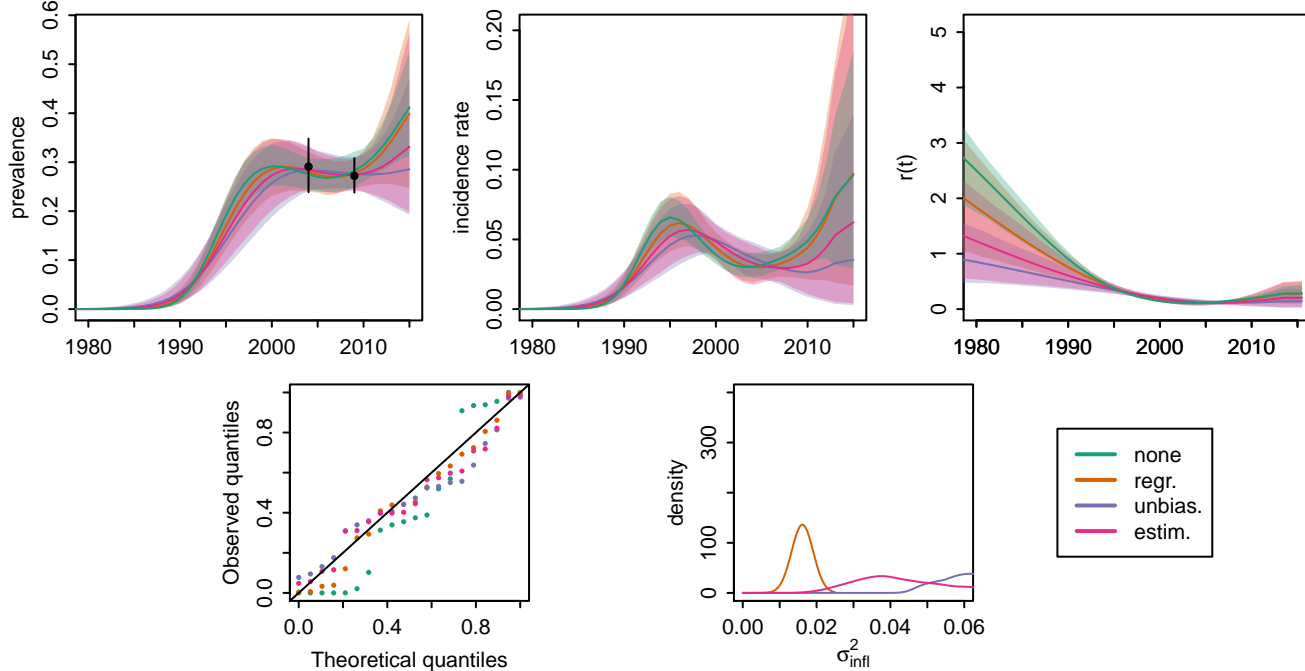 prevalence
0.0 0.1 0.2 0.3 0.4 0.5 0.6
1980 1990 2000 2010
incidence rate
0.00 0.05 0.10 0.15 0.20
1980 1990 2000 2010
r(t)
0 1 2 3 4 5
1980 1990 2000 2010
Observed quantiles
0.0 0.4 0.8
0.0 0.4 0.8
Theoretical quantiles
density
0 100 300
0.00 0.02 0.04 0.06
σ²infl
none
regr.
unbias.
estim.